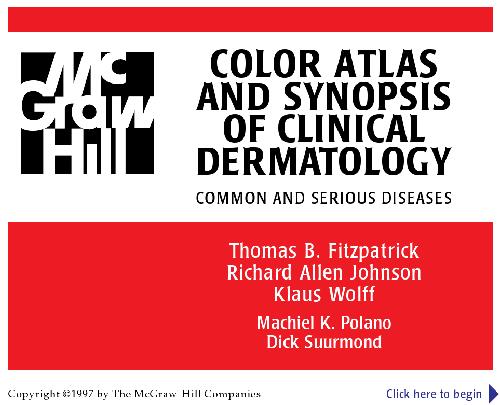 Mc
Graw
Hill
COLOR ATLAS
AND SYNOPSIS
OF CLINICAL
DERMATOLOGY
COMMON AND SERIOUS DISEASES
Thomas B. Fitzpatrick
Richard Allen Johnson
Klaus Wolff
Machiel K. Polano
Dick Suurmond
Copyright ©1997 by The McGraw-Hill Companies
Click here to begin